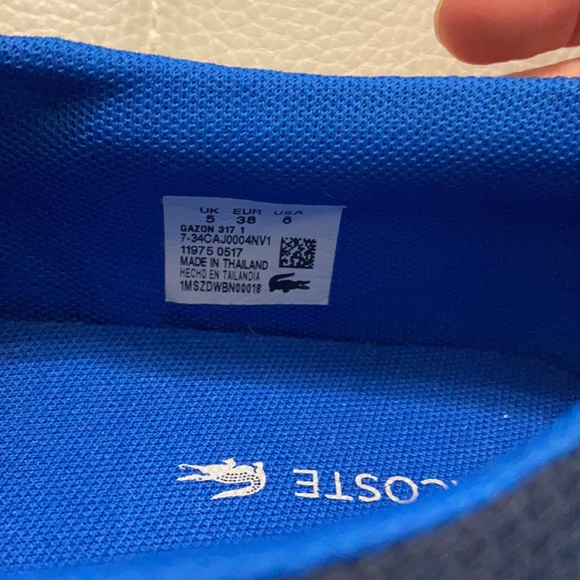 UK EUR USA
5 38 6
GAZON 317 1
7-34CAJ0004NV1
11975 0517
MADE IN THAILAND
HECHO EN TAILANDIA
1MSZDWBN00018
COSTE